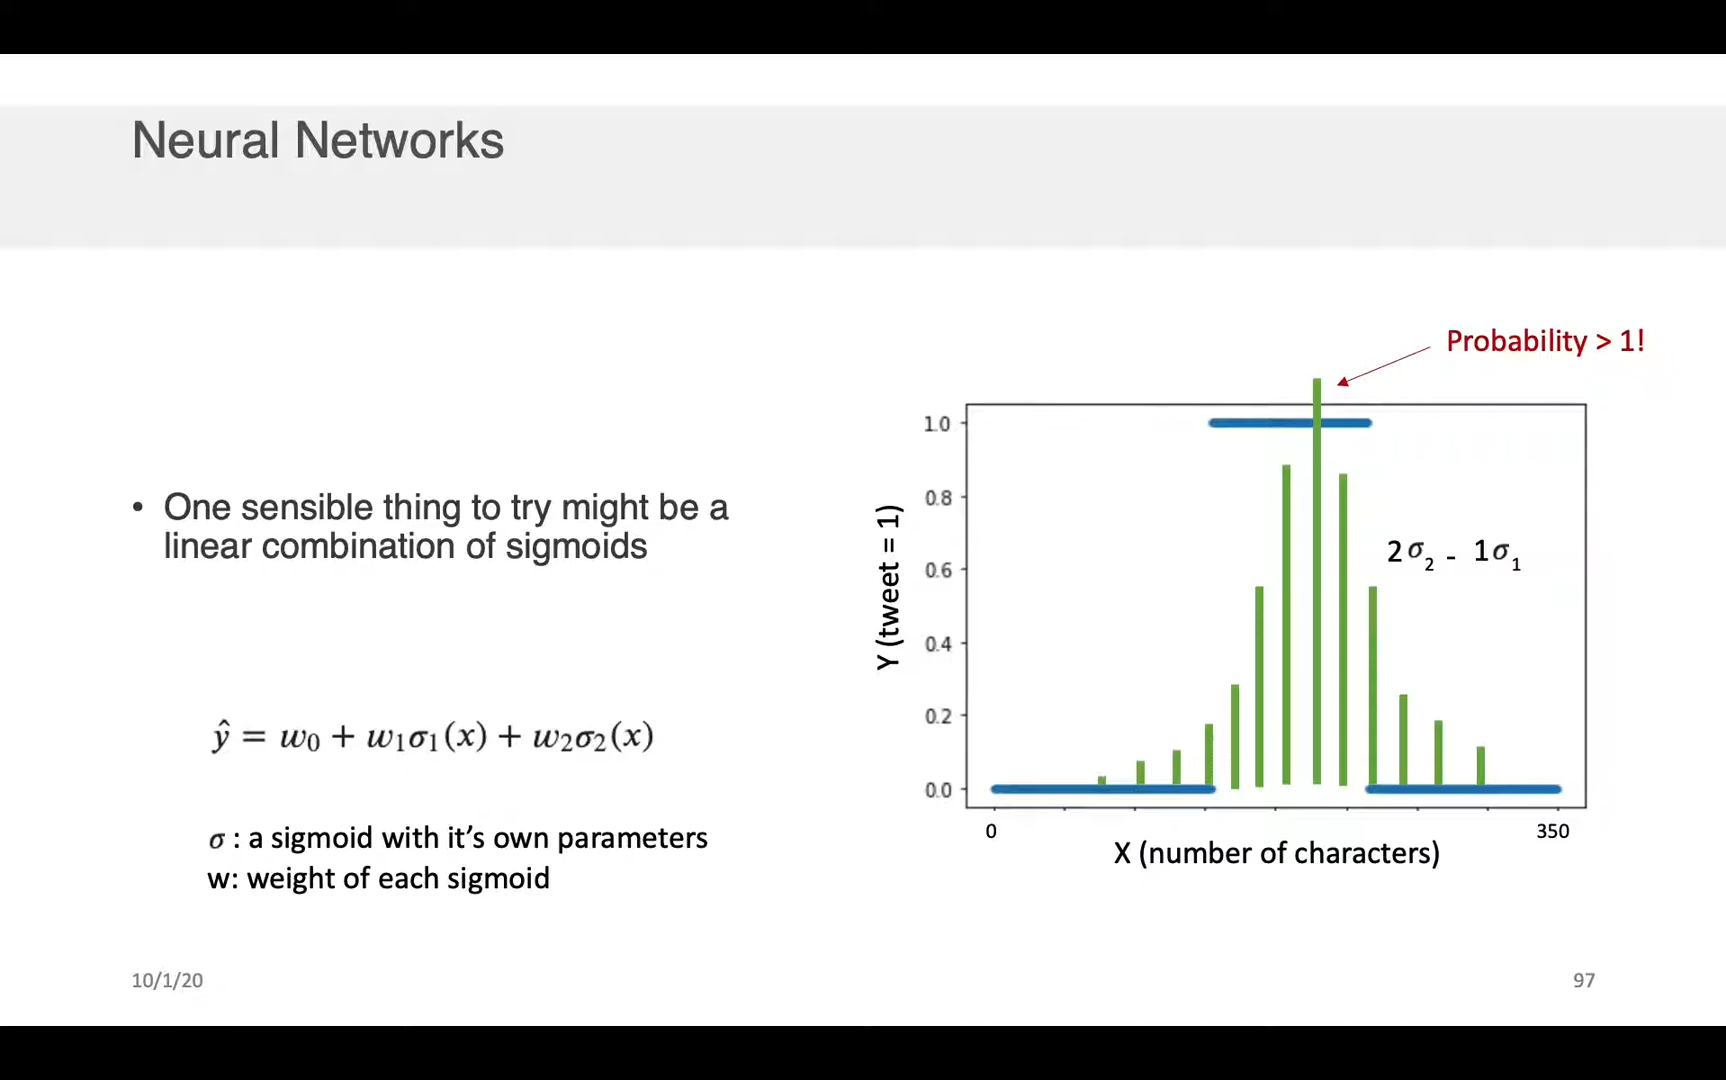 Neural Networks
• One sensible thing to try might be a
linear combination of sigmoids
ŷ = w₀ + w₁σ₁(x) + w₂σ₂(x)
σ : a sigmoid with it's own parameters
w: weight of each sigmoid
Probability > 1!
1.0
0.8
0.6
0.4
0.2
0.0
Y (tweet = 1)
2σ₂ - 1σ₁
0 350
X (number of characters)
10/1/20 97